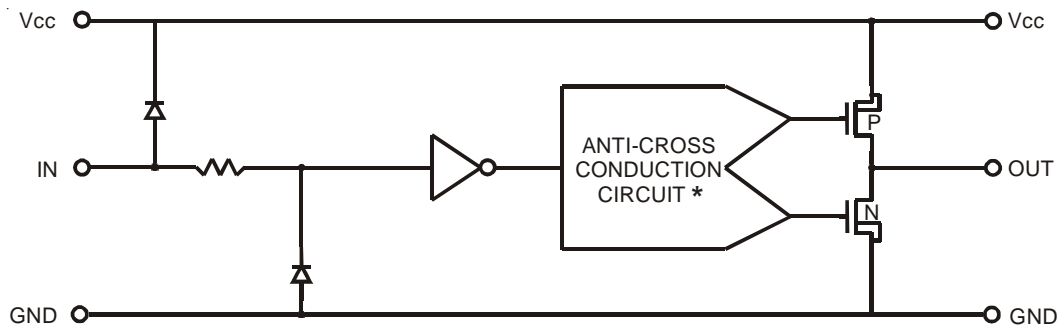 Vcc
Vcc
P
ANTI-CROSS
CONDUCTION
CIRCUIT *
IN
OUT
N
GND
GND